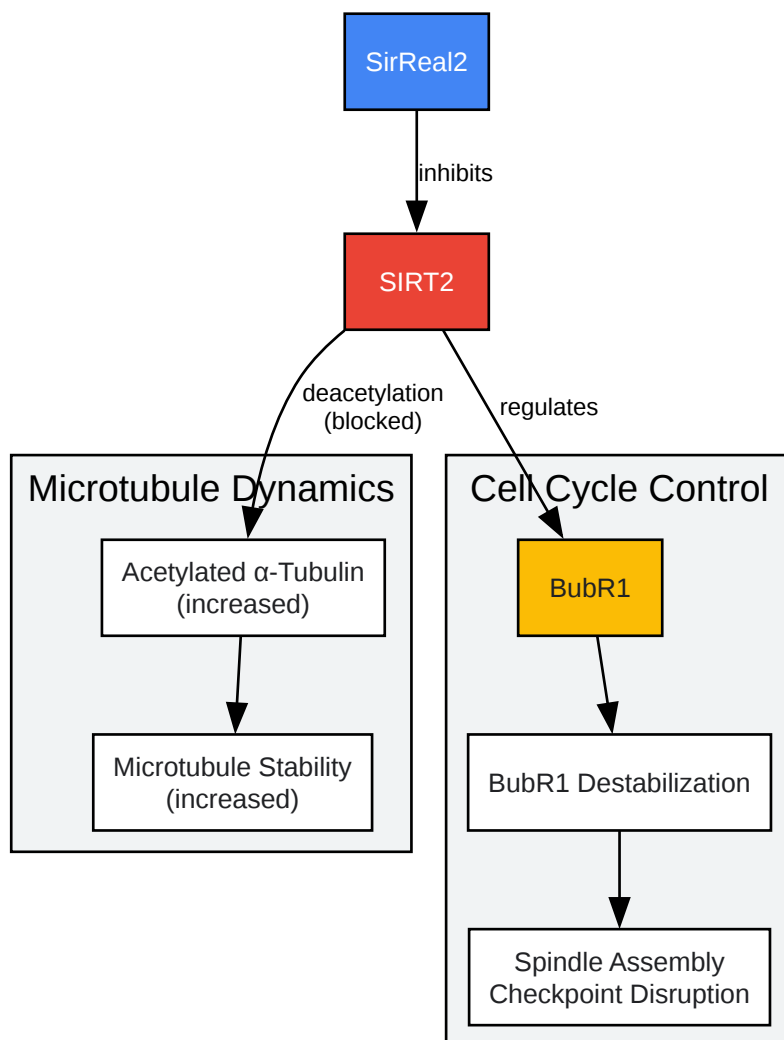 SirReal2
inhibits
SIRT2
deacetylation
(blocked)
regulates
Microtubule Dynamics
Acetylated α-Tubulin
(increased)
Microtubule Stability
(increased)
Cell Cycle Control
BubR1
BubR1 Destabilization
Spindle Assembly
Checkpoint Disruption